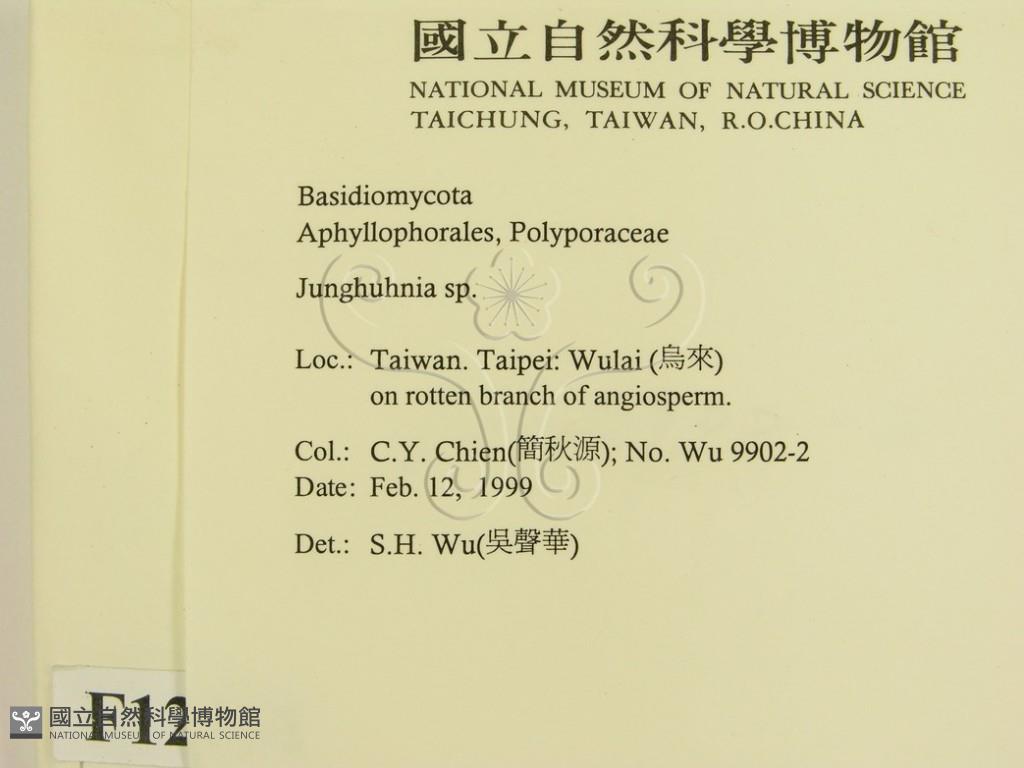 國立自然科學博物館
NATIONAL MUSEUM OF NATURAL SCIENCE
TAICHUNG, TAIWAN, R.O.CHINA
Basidiomycota
Aphyllophorales, Polyporaceae
Junghuhnia sp.
Loc.: Taiwan. Taipei: Wulai (烏來)
on rotten branch of angiosperm.
Col.: C.Y. Chien(簡秋源); No. Wu 9902-2
Date: Feb. 12, 1999
Det.: S.H. Wu(吳聲華)
F12
國立自然科學博物館
NATIONAL MUSEUM OF NATURAL SCIENCE